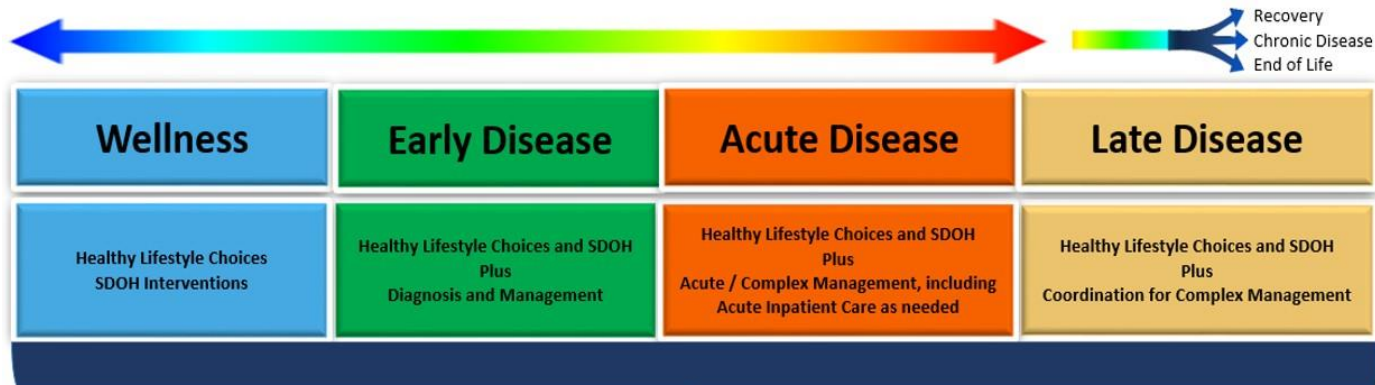 Recovery
Chronic Disease
End of Life
Wellness
Early Disease
Acute Disease
Late Disease
Healthy Lifestyle Choices
SDOH Interventions
Healthy Lifestyle Choices and SDOH
Plus
Diagnosis and Management
Healthy Lifestyle Choices and SDOH
Plus
Acute / Complex Management, including
Acute Inpatient Care as needed
Healthy Lifestyle Choices and SDOH
Plus
Coordination for Complex Management